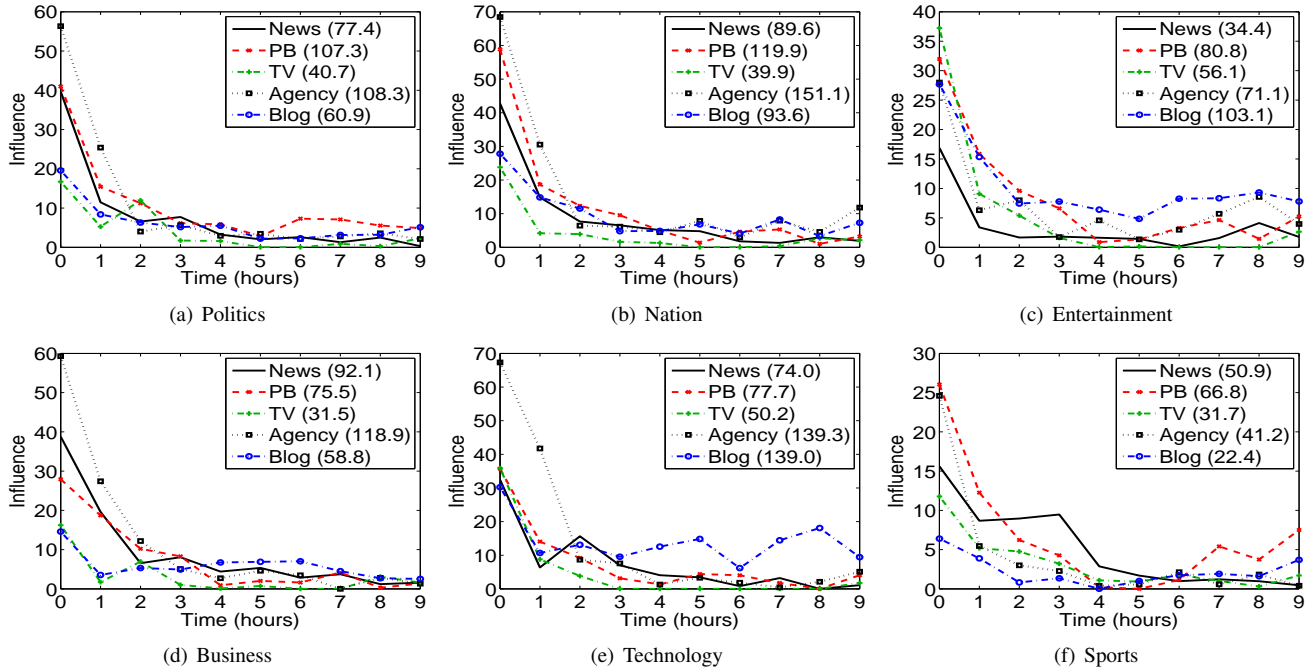 60
50
40
30
20
10
0
Influence
0 1 2 3 4 5 6 7 8 9
Time (hours)
News (77.4)
PB (107.3)
TV (40.7)
Agency (108.3)
Blog (60.9)
(a) Politics
70
60
50
40
30
20
10
0
Influence
0 1 2 3 4 5 6 7 8 9
Time (hours)
News (89.6)
PB (119.9)
TV (39.9)
Agency (151.1)
Blog (93.6)
(b) Nation
40
35
30
25
20
15
10
5
0
Influence
0 1 2 3 4 5 6 7 8 9
Time (hours)
News (34.4)
PB (80.8)
TV (56.1)
Agency (71.1)
Blog (103.1)
(c) Entertainment
60
50
40
30
20
10
0
Influence
0 1 2 3 4 5 6 7 8 9
Time (hours)
News (92.1)
PB (75.5)
TV (31.5)
Agency (118.9)
Blog (58.8)
(d) Business
70
60
50
40
30
20
10
0
Influence
0 1 2 3 4 5 6 7 8 9
Time (hours)
News (74.0)
PB (77.7)
TV (50.2)
Agency (139.3)
Blog (139.0)
(e) Technology
30
25
20
15
10
5
0
Influence
0 1 2 3 4 5 6 7 8 9
Time (hours)
News (50.9)
PB (66.8)
TV (31.7)
Agency (41.2)
Blog (22.4)
(f) Sports